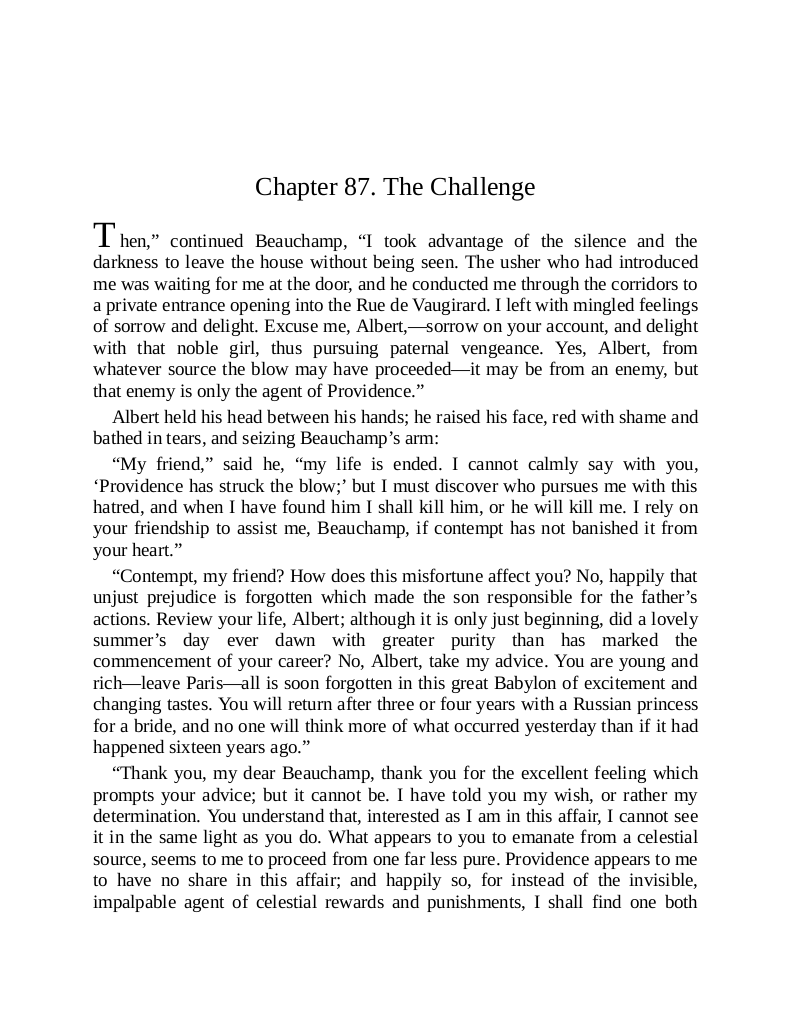 Chapter 87. The Challenge
Then,” continued Beauchamp, “I took advantage of the silence and the
darkness to leave the house without being seen. The usher who had introduced
me was waiting for me at the door, and he conducted me through the corridors to
a private entrance opening into the Rue de Vaugirard. I left with mingled feelings
of sorrow and delight. Excuse me, Albert,—sorrow on your account, and delight
with that noble girl, thus pursuing paternal vengeance. Yes, Albert, from
whatever source the blow may have proceeded—it may be from an enemy, but
that enemy is only the agent of Providence.”
Albert held his head between his hands; he raised his face, red with shame and
bathed in tears, and seizing Beauchamp’s arm:
“My friend,” said he, “my life is ended. I cannot calmly say with you,
‘Providence has struck the blow;’ but I must discover who pursues me with this
hatred, and when I have found him I shall kill him, or he will kill me. I rely on
your friendship to assist me, Beauchamp, if contempt has not banished it from
your heart.”
“Contempt, my friend? How does this misfortune affect you? No, happily that
unjust prejudice is forgotten which made the son responsible for the father’s
actions. Review your life, Albert; although it is only just beginning, did a lovely
summer’s day ever dawn with greater purity than has marked the
commencement of your career? No, Albert, take my advice. You are young and
rich—leave Paris—all is soon forgotten in this great Babylon of excitement and
changing tastes. You will return after three or four years with a Russian princess
for a bride, and no one will think more of what occurred yesterday than if it had
happened sixteen years ago.”
“Thank you, my dear Beauchamp, thank you for the excellent feeling which
prompts your advice; but it cannot be. I have told you my wish, or rather my
determination. You understand that, interested as I am in this affair, I cannot see
it in the same light as you do. What appears to you to emanate from a celestial
source, seems to me to proceed from one far less pure. Providence appears to me
to have no share in this affair; and happily so, for instead of the invisible,
impalpable agent of celestial rewards and punishments, I shall find one both